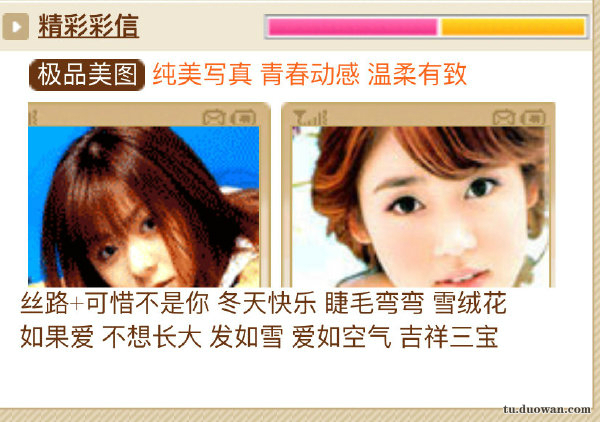 精彩彩信
极品美图 纯美写真 青春动感 温柔有致
丝路+可惜不是你 冬天快乐 睫毛弯弯 雪绒花
如果爱 不想长大 发如雪 爱如空气 吉祥三宝
tu.duowan.com